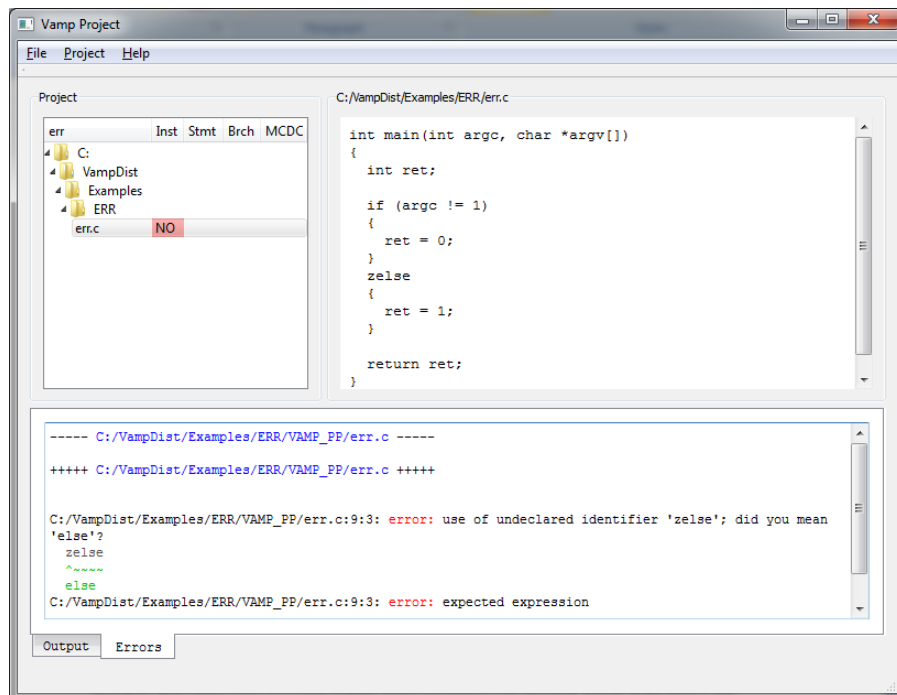 Vamp Project
File Project Help
Project
err Inst Stmt Brch MCDC
C:
VampDist
Examples
ERR
err.c NO
C:/VampDist/Examples/ERR/err.c
int main(int argc, char *argv[])
{
int ret;
if (argc != 1)
{
ret = 0;
}
zelse
{
ret = 1;
}
return ret;
}
----- C:/VampDist/Examples/ERR/VAMP_PP/err.c -----
+++++ C:/VampDist/Examples/ERR/VAMP_PP/err.c +++++
C:/VampDist/Examples/ERR/VAMP_PP/err.c:9:3: error: use of undeclared identifier 'zelse'; did you mean
'else'?
zelse
^~~~~
else
C:/VampDist/Examples/ERR/VAMP_PP/err.c:9:3: error: expected expression
Output Errors